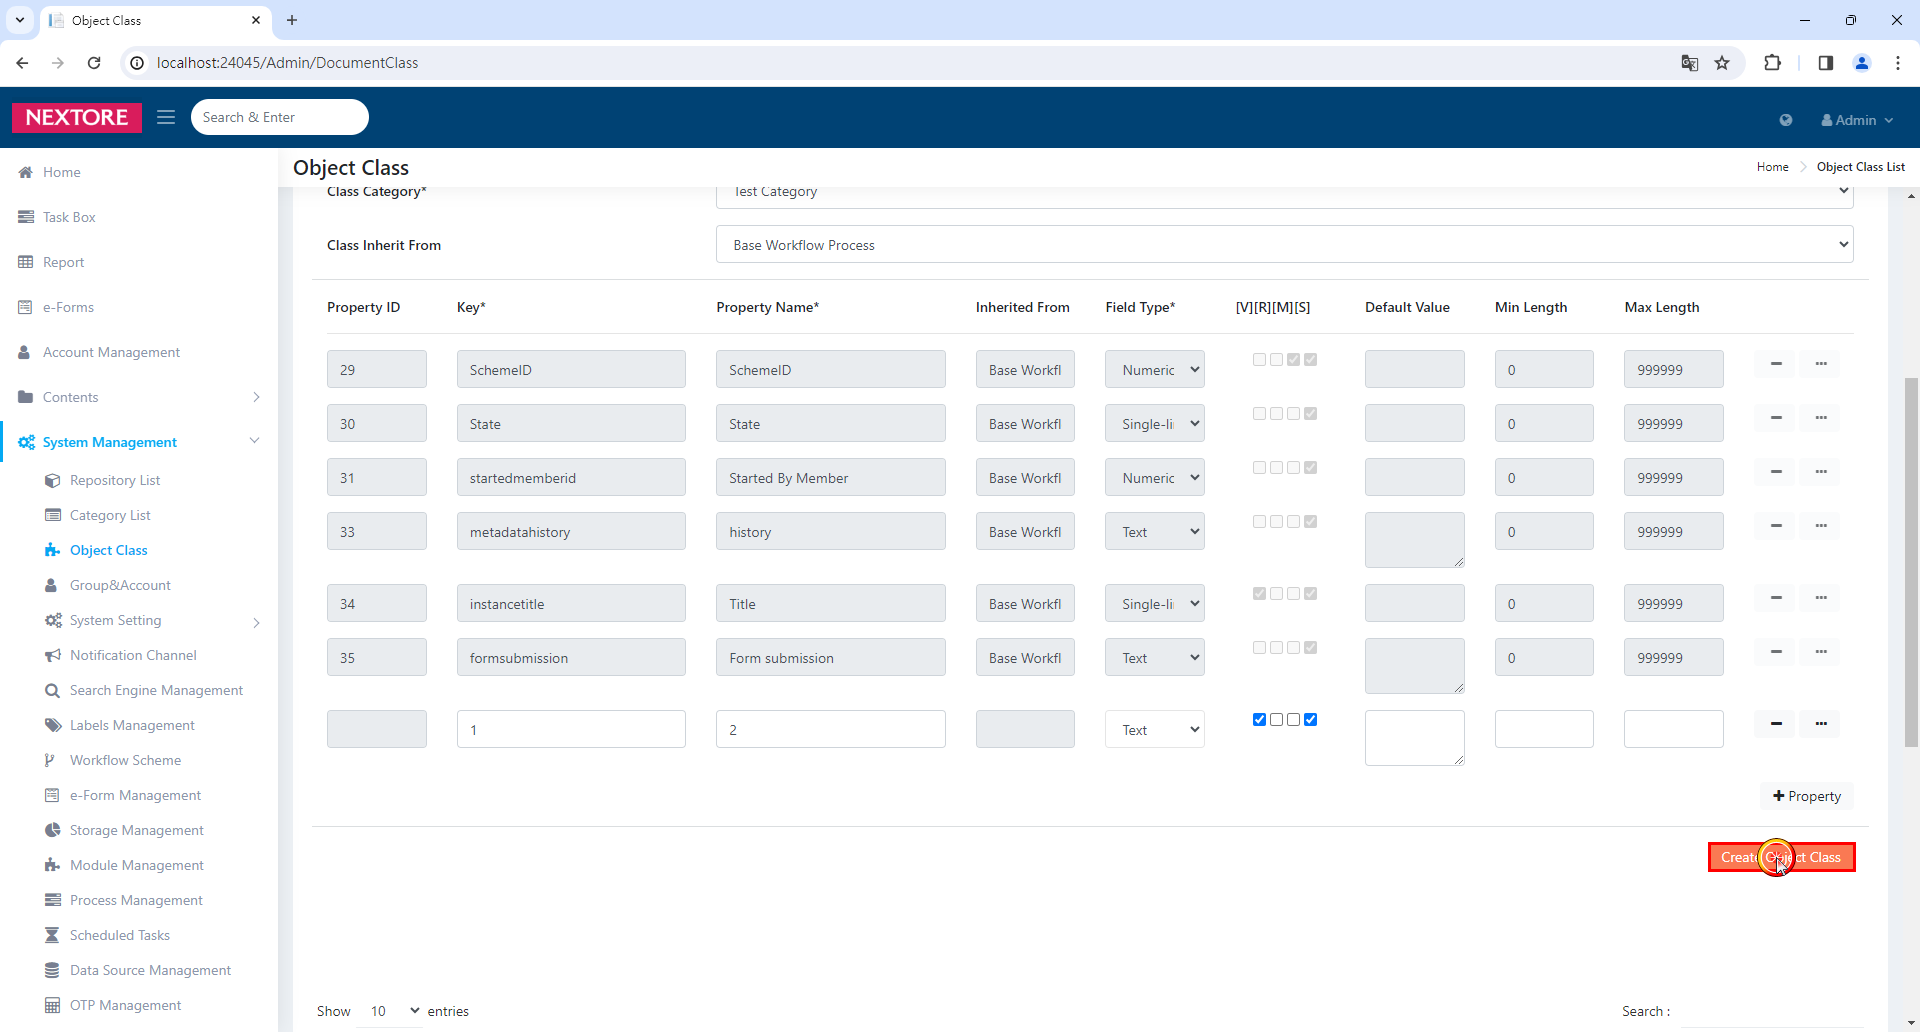 Object Class
localhost:24045/Admin/DocumentClass
NEXTORE
Search & Enter
Admin
Home
Task Box
Report
e-Forms
Account Management
Contents
System Management
Repository List
Category List
Object Class
Group&Account
System Setting
Notification Channel
Search Engine Management
Labels Management
Workflow Scheme
e-Form Management
Storage Management
Module Management
Process Management
Scheduled Tasks
Data Source Management
OTP Management
Object Class
Home Object Class List
Class Category* Test Category
Class Inherit From Base Workflow Process
Property ID Key* Property Name* Inherited From Field Type* [V][R][M][S] Default Value Min Length Max Length
29 SchemeID SchemeID Base Workfl Numeric 0 999999
30 State State Base Workfl Single-li 0 999999
31 startedmemberid Started By Member Base Workfl Numeric 0 999999
33 metadatahistory history Base Workfl Text 0 999999
34 instancetitle Title Base Workfl Single-li 0 999999
35 formsubmission Form submission Base Workfl Text 0 999999
1 2 Text
+ Property
Create Object Class
Show 10 entries Search :